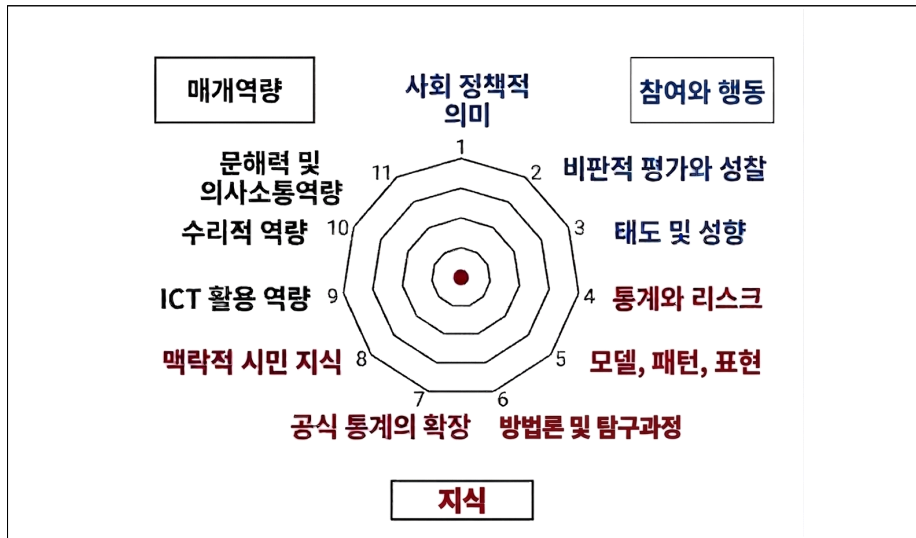 매개역량
사회 정책적
의미
참여와 행동
1
2
비판적 평가와 성찰
3
태도 및 성향
4
통계와 리스크
5
모델, 패턴, 표현
6
방법론 및 탐구과정
7
공식 통계의 확장
8
맥락적 시민 지식
9
ICT 활용 역량
10
수리적 역량
11
문해력 및
의사소통역량
지식